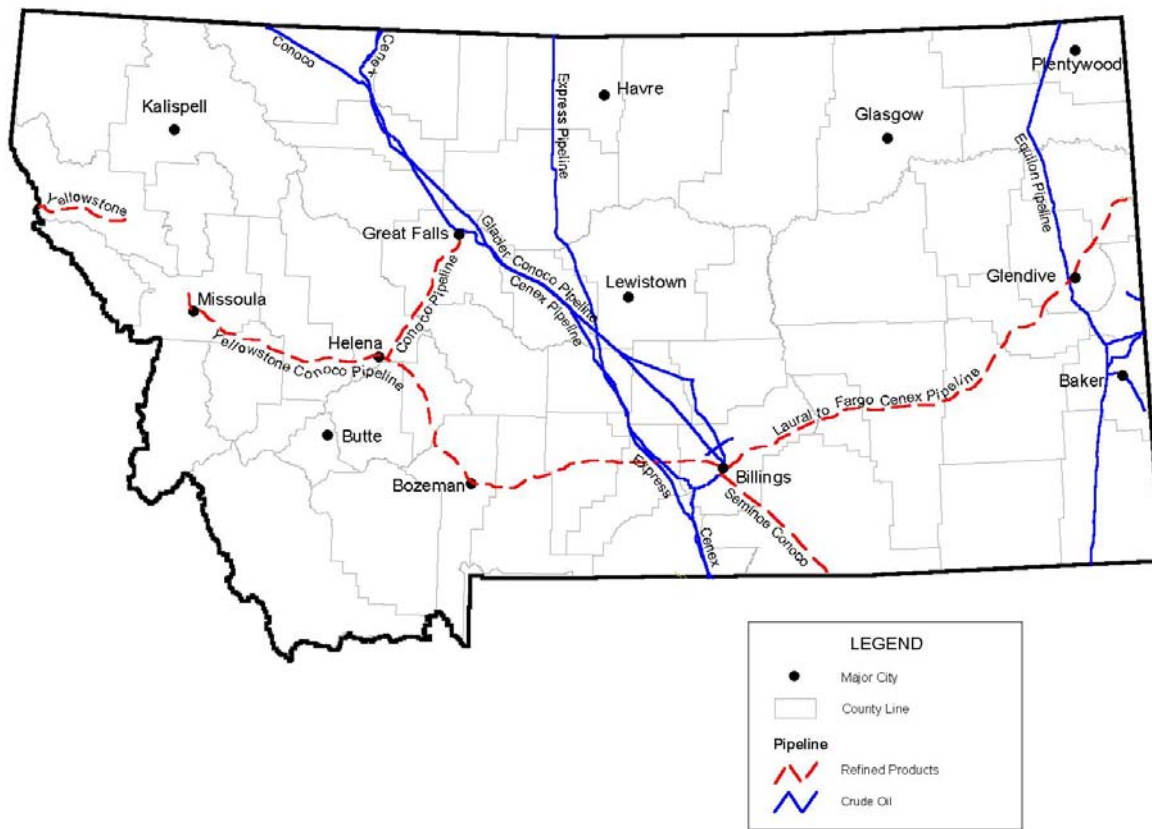 Conoco
Cenex
Express Pipeline
Havre
Plentywood
Kalispell
Glasgow
Equilon Pipeline
Yellowstone
Great Falls
Glacier Conoco Pipeline
Cenex Pipeline
Conoco Pipeline
Lewistown
Glendive
Missoula
Helena
Yellowstone Conoco Pipeline
Laural to Fargo Cenex Pipeline
Baker
Butte
Bozeman
Express
Billings
Seminoe Conoco
Cenex
LEGEND
Major City
County Line
Pipeline
Refined Products
Crude Oil